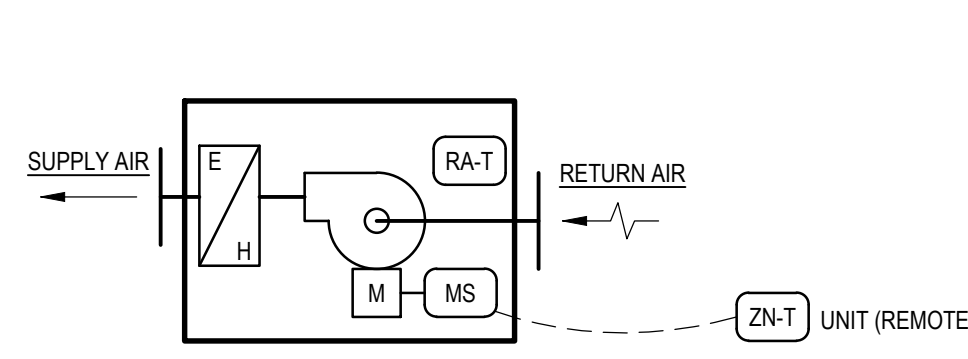 SUPPLY AIR
E
H
RA-T
RETURN AIR
M
MS
ZN-T
UNIT (REMOTE